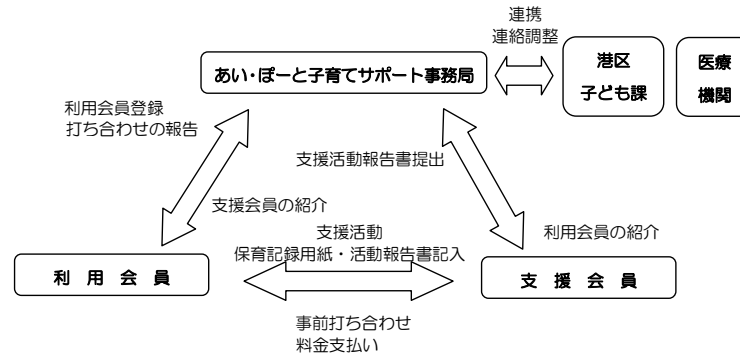 連携
連絡調整
あい・ぽーと子育てサポート事務局
港区
子ども課
医療
機関
利用会員登録
打ち合わせの報告
支援活動報告書提出
支援会員の紹介
利用会員の紹介
支援活動
保育記録用紙・活動報告書記入
利 用 会 員
支 援 会 員
事前打ち合わせ
料金支払い